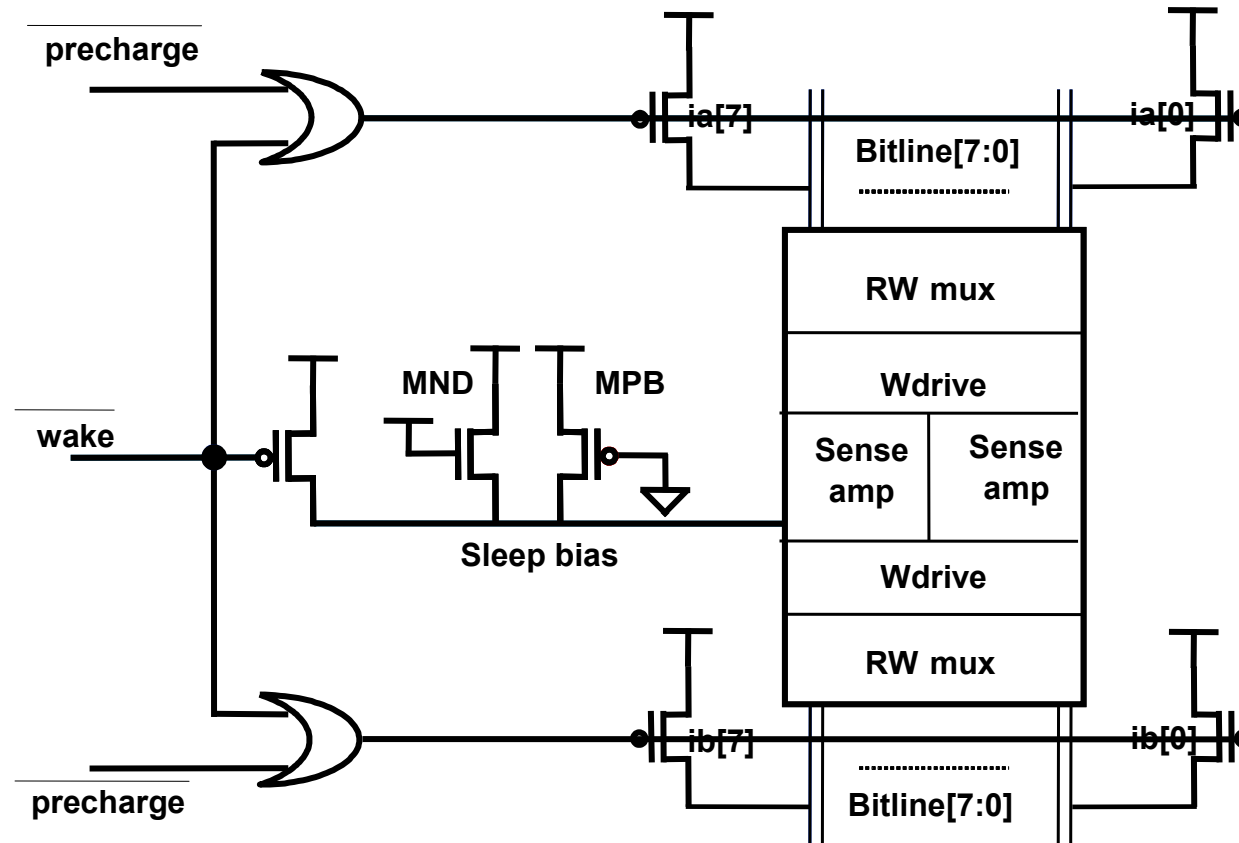 precharge
ia[7]
ia[0]
Bitline[7:0]
RW mux
MND
MPB
Wdrive
wake
Sense amp
Sense amp
Sleep bias
Wdrive
RW mux
ib[7]
ib[0]
precharge
Bitline[7:0]